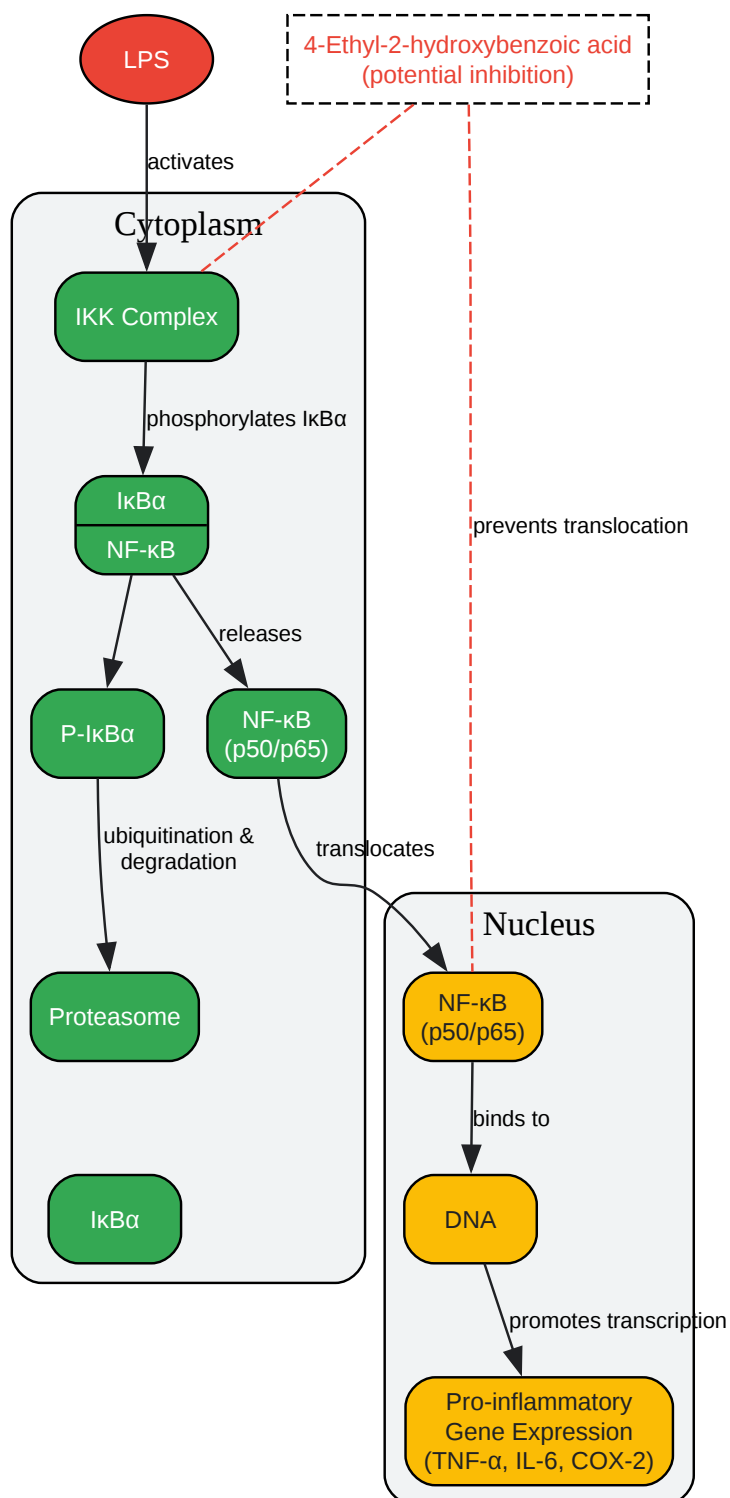 LPS
4-Ethyl-2-hydroxybenzoic acid
(potential inhibition)
activates
Cytoplasm
IKK Complex
phosphorylates IκBα
IκBα
NF-κB
prevents translocation
releases
P-IκBα
NF-κB
(p50/p65)
ubiquitination &
degradation
translocates
Nucleus
Proteasome
NF-κB
(p50/p65)
binds to
IκBα
DNA
promotes transcription
Pro-inflammatory
Gene Expression
(TNF-α, IL-6, COX-2)